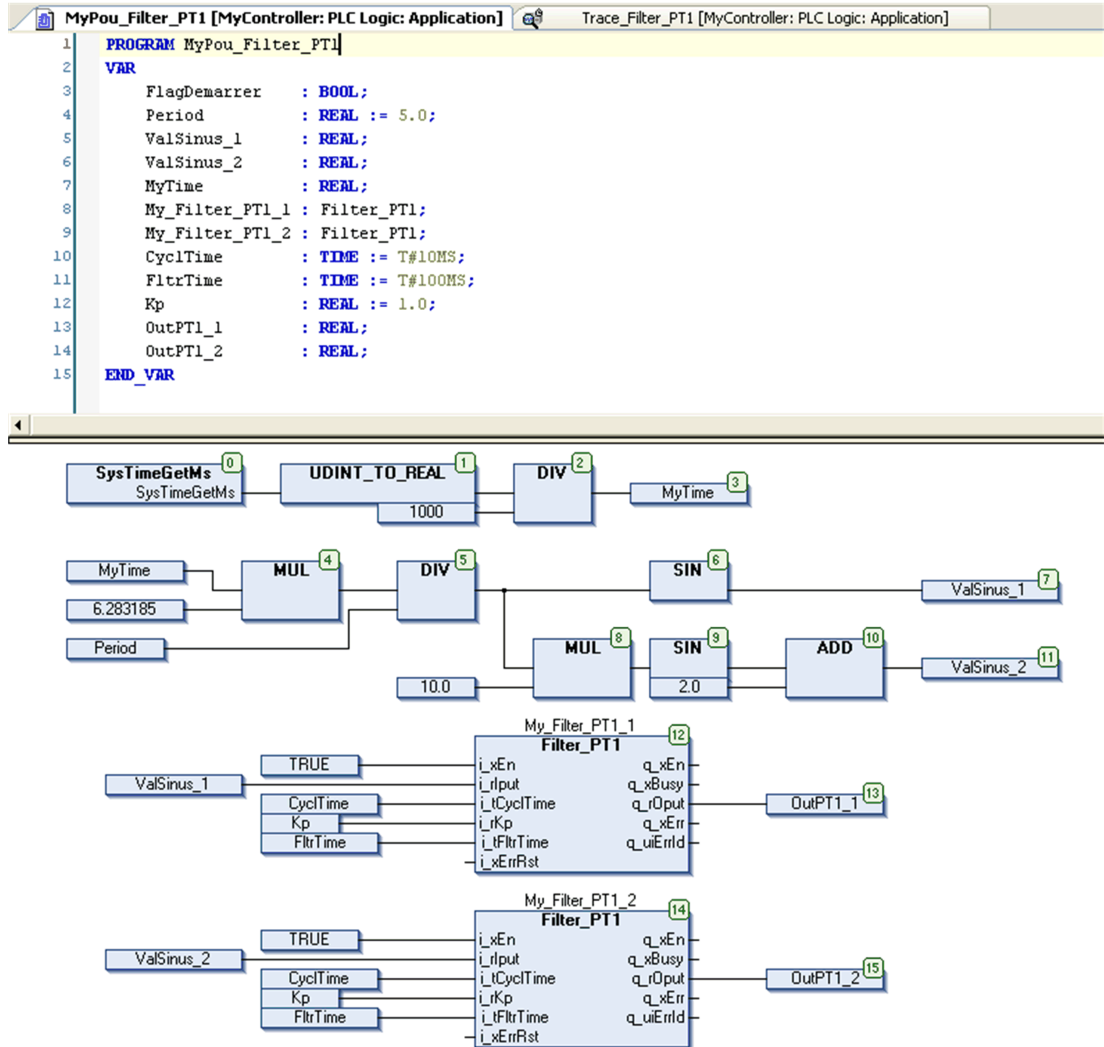 MyPou_Filter_PT1 [MyController: PLC Logic: Application] Trace_Filter_PT1 [MyController: PLC Logic: Application]
1 PROGRAM MyPou_Filter_PT1
2 VAR
3 FlagDemarrer : BOOL;
4 Period : REAL := 5.0;
5 ValSinus_1 : REAL;
6 ValSinus_2 : REAL;
7 MyTime : REAL;
8 My_Filter_PT1_1 : Filter_PT1;
9 My_Filter_PT1_2 : Filter_PT1;
10 CyclTime : TIME := T#10MS;
11 FltrTime : TIME := T#100MS;
12 Kp : REAL := 1.0;
13 OutPT1_1 : REAL;
14 OutPT1_2 : REAL;
15 END_VAR
SysTimeGetMs 0 UDINT_TO_REAL 1 DIV 2
SysTimeGetMs MyTime 3
1000
MyTime MUL 4 DIV 5 SIN 6
ValSinus_1 7
6.283185
Period MUL 8 SIN 9 ADD 10
ValSinus_2 11
10.0 2.0
My_Filter_PT1_1
Filter_PT1 12
TRUE i_xEn q_xEn
ValSinus_1 i_rIput q_xBusy
CyclTime i_tCyclTime q_rOput OutPT1_1 13
Kp i_rKp q_xErr
FltrTime i_tFltrTime q_uiErrId
i_xErrRst
My_Filter_PT1_2
Filter_PT1 14
TRUE i_xEn q_xEn
ValSinus_2 i_rIput q_xBusy
CyclTime i_tCyclTime q_rOput OutPT1_2 15
Kp i_rKp q_xErr
FltrTime i_tFltrTime q_uiErrId
i_xErrRst